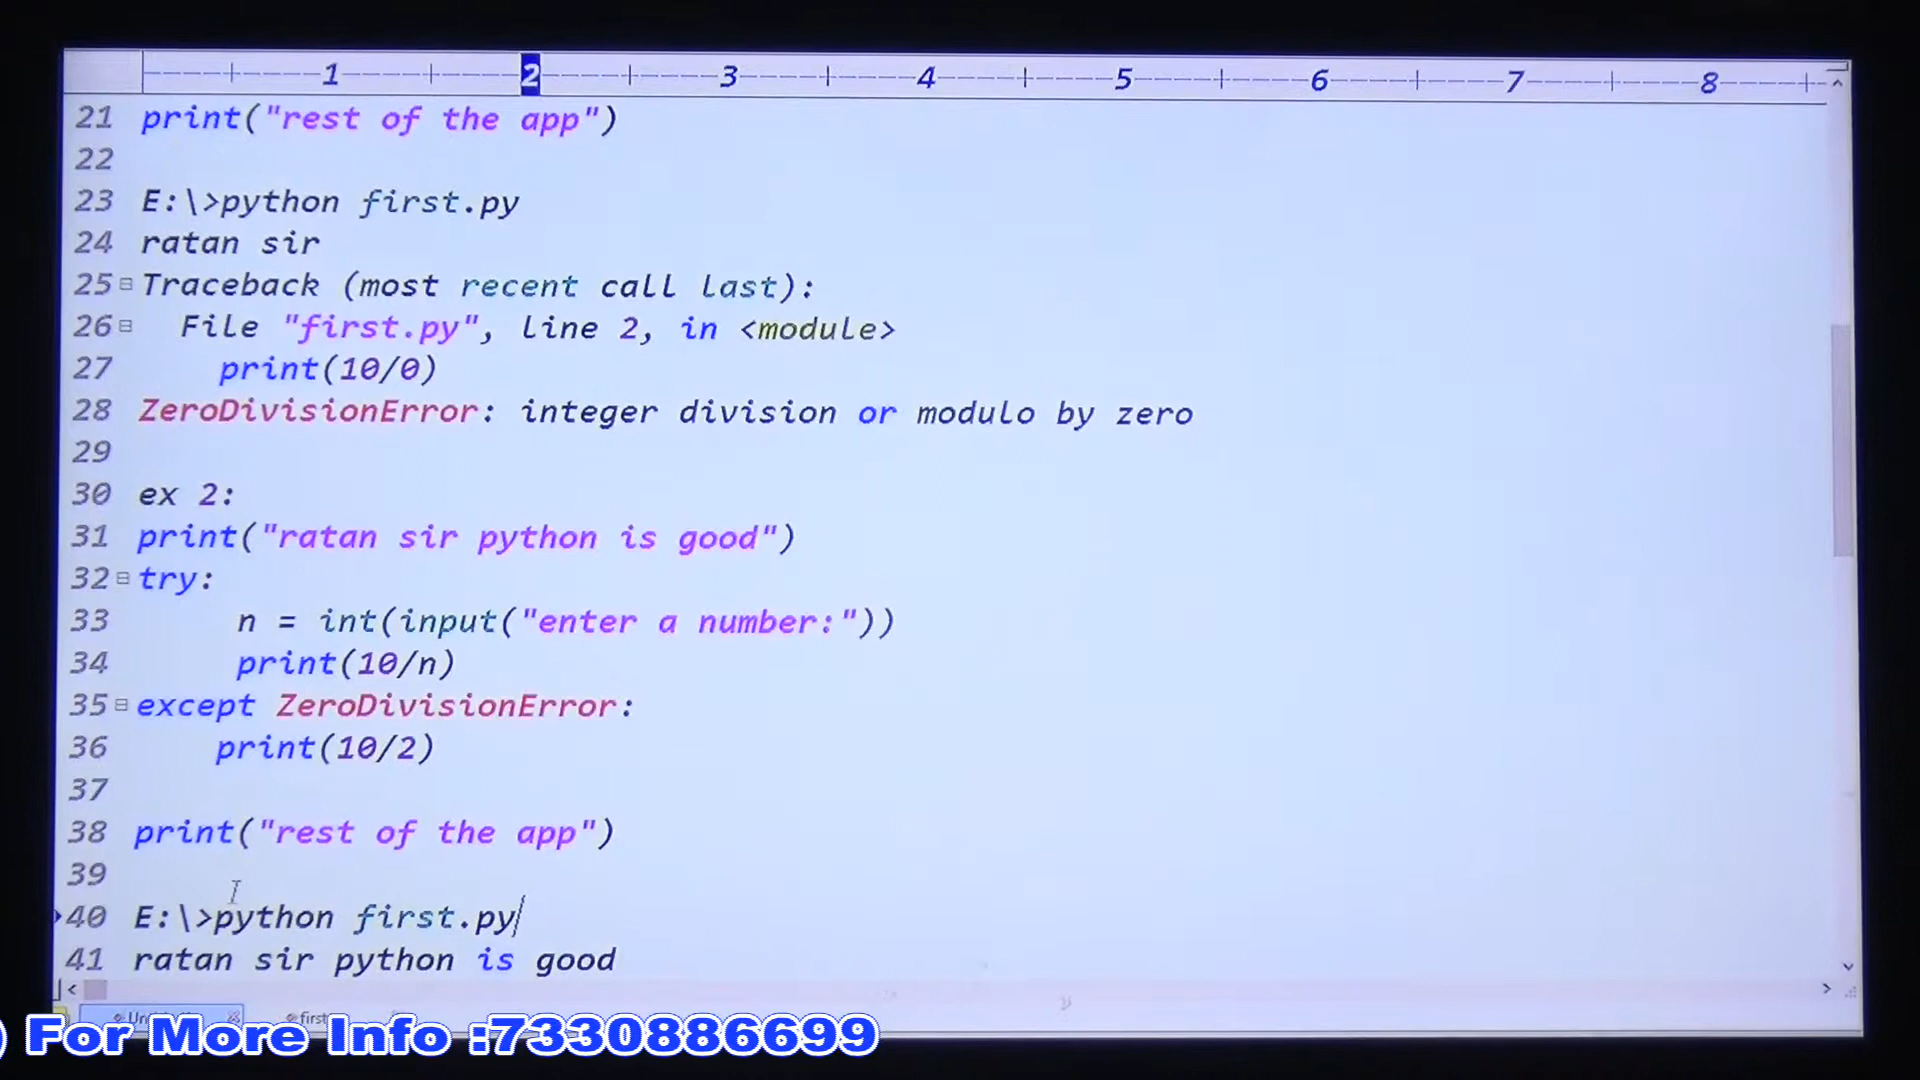 1 2 3 4 5 6 7 8
21 print("rest of the app")
22
23 E:\>python first.py
24 ratan sir
25 Traceback (most recent call last):
26 File "first.py", line 2, in <module>
27 print(10/0)
28 ZeroDivisionError: integer division or modulo by zero
29
30 ex 2:
31 print("ratan sir python is good")
32 try:
33 n = int(input("enter a number:"))
34 print(10/n)
35 except ZeroDivisionError:
36 print(10/2)
37
38 print("rest of the app")
39
40 E:\>python first.py
41 ratan sir python is good
first
) For More Info :7330886699